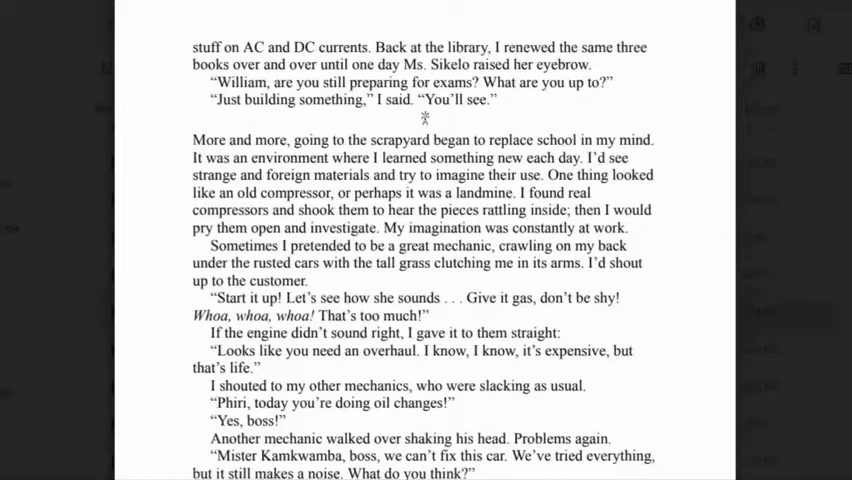 stuff on AC and DC currents. Back at the library, I renewed the same three
books over and over until one day Ms. Sikelo raised her eyebrow.
“William, are you still preparing for exams? What are you up to?”
“Just building something,” I said. “You’ll see.”
More and more, going to the scrapyard began to replace school in my mind.
It was an environment where I learned something new each day. I’d see
strange and foreign materials and try to imagine their use. One thing looked
like an old compressor, or perhaps it was a landmine. I found real
compressors and shook them to hear the pieces rattling inside; then I would
pry them open and investigate. My imagination was constantly at work.
Sometimes I pretended to be a great mechanic, crawling on my back
under the rusted cars with the tall grass clutching me in its arms. I’d shout
up to the customer.
“Start it up! Let’s see how she sounds . . . Give it gas, don’t be shy!
Whoa, whoa, whoa! That’s too much!”
If the engine didn’t sound right, I gave it to them straight:
“Looks like you need an overhaul. I know, I know, it’s expensive, but
that’s life.”
I shouted to my other mechanics, who were slacking as usual.
“Phiri, today you’re doing oil changes!”
“Yes, boss!”
Another mechanic walked over shaking his head. Problems again.
“Mister Kamkwamba, boss, we can’t fix this car. We’ve tried everything,
but it still makes a noise. What do you think?”